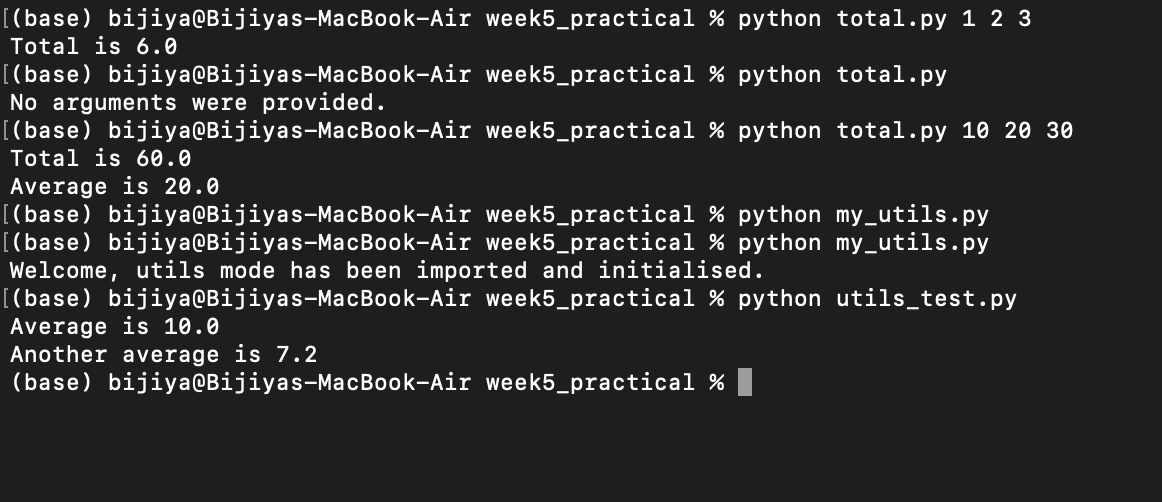 [(base) bijiya@Bijiyas-MacBook-Air week5_practical % python total.py 1 2 3
Total is 6.0
[(base) bijiya@Bijiyas-MacBook-Air week5_practical % python total.py
No arguments were provided.
[(base) bijiya@Bijiyas-MacBook-Air week5_practical % python total.py 10 20 30
Total is 60.0
Average is 20.0
[(base) bijiya@Bijiyas-MacBook-Air week5_practical % python my_utils.py
[(base) bijiya@Bijiyas-MacBook-Air week5_practical % python my_utils.py
Welcome, utils mode has been imported and initialised.
[(base) bijiya@Bijiyas-MacBook-Air week5_practical % python utils_test.py
Average is 10.0
Another average is 7.2
(base) bijiya@Bijiyas-MacBook-Air week5_practical %